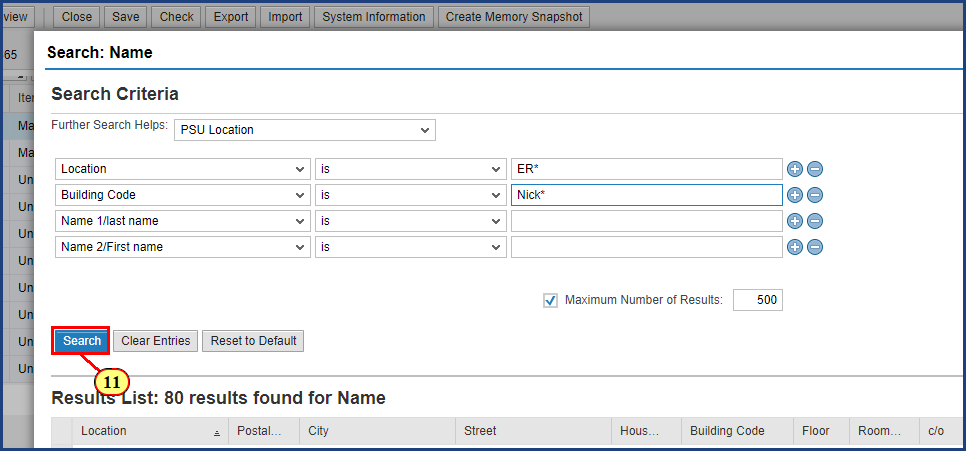 view Close Save Check Export Import System Information Create Memory Snapshot
65
Search: Name
Search Criteria
Iter
Further Search Helps: PSU Location
Ma
Ma
Location is ER*
Un
Building Code is Nick*
Un
Name 1/last name is
Un
Name 2/First name is
Un
Un
Maximum Number of Results: 500
Un
Un
Search Clear Entries Reset to Default
Un
11
Results List: 80 results found for Name
Location Postal... City Street Hous... Building Code Floor Room... c/o